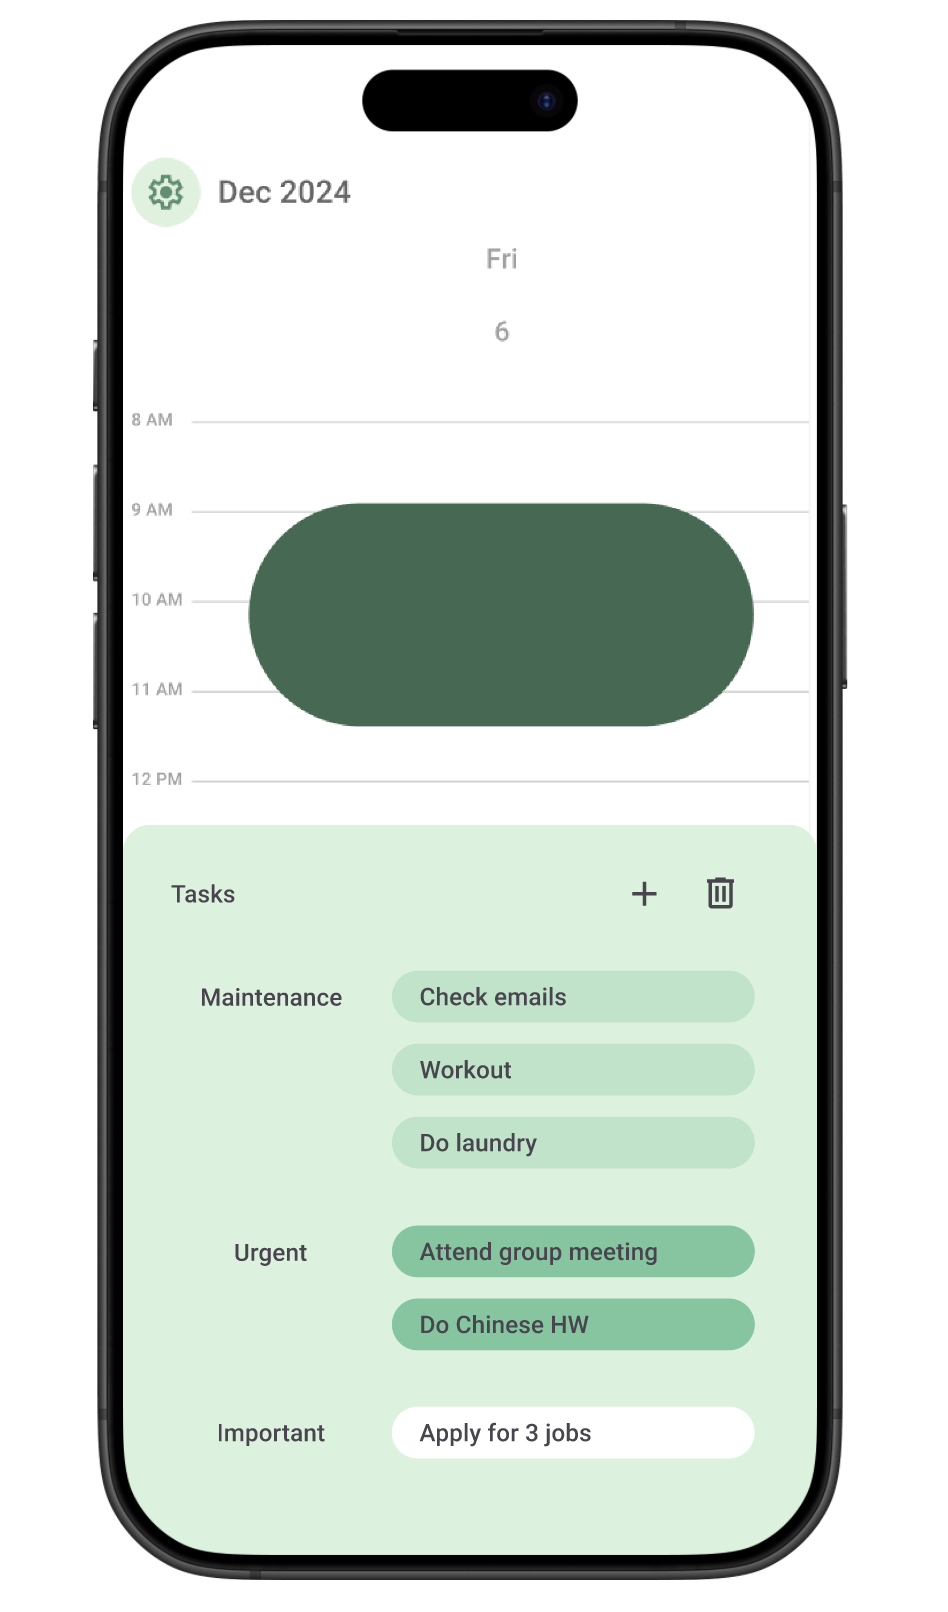 Dec 2024
Fri
6
8 AM
9 AM
10 AM
11 AM
12 PM
Tasks
Maintenance
Check emails
Workout
Do laundry
Urgent
Attend group meeting
Do Chinese HW
Important
Apply for 3 jobs